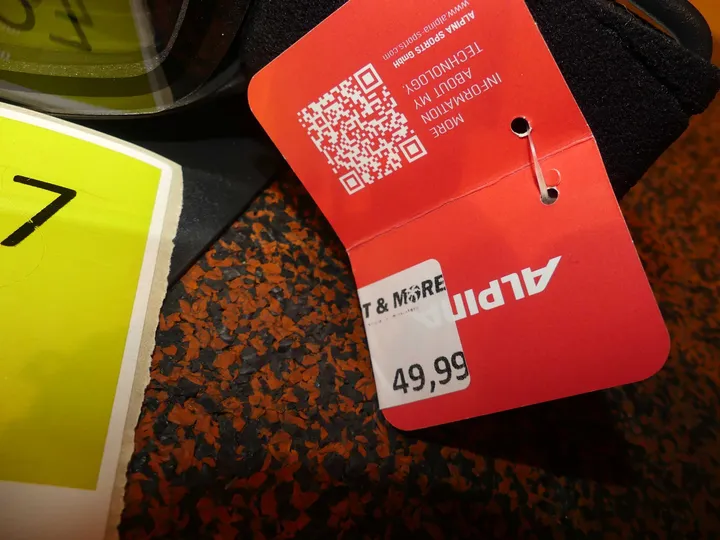 www.alpina-sports.com
ALPINA SPORTS GmbH
MORE
INFORMATION
ABOUT MY
TECHNOLOGY.
ALPINA
T & MORE
49,99
7